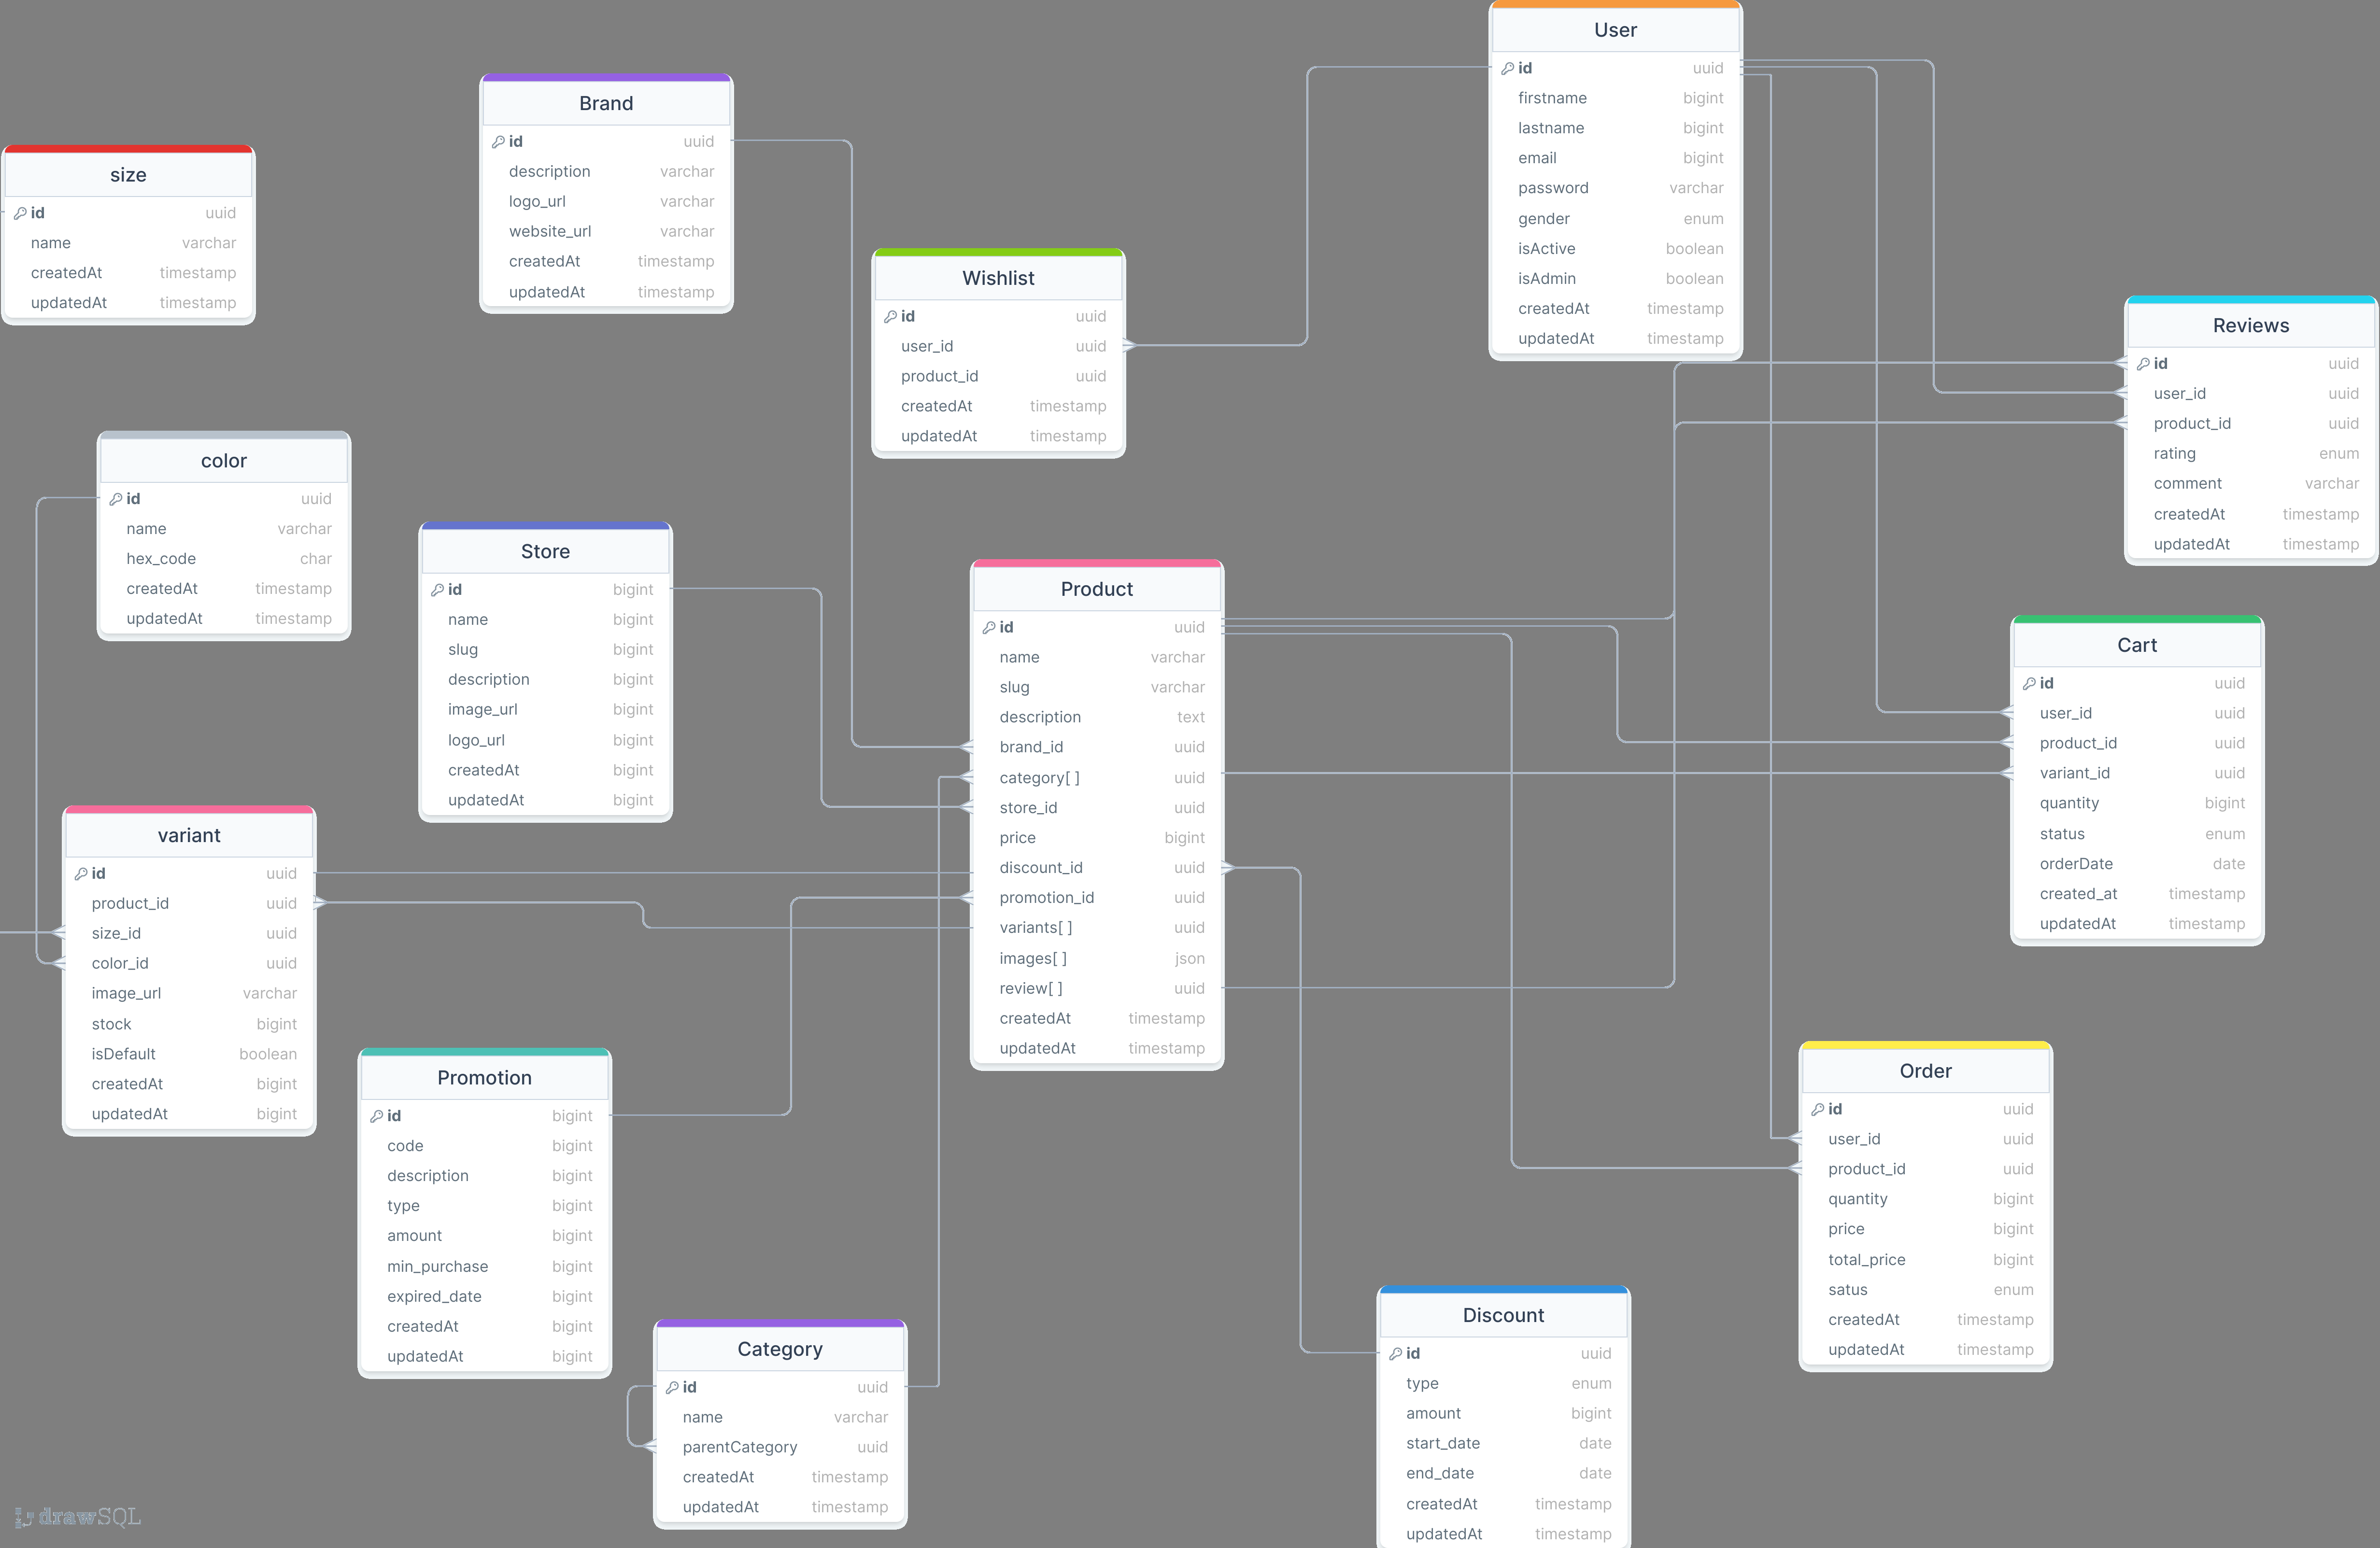 User
id uuid
firstname bigint
lastname bigint
email bigint
password varchar
gender enum
isActive boolean
isAdmin boolean
createdAt timestamp
updatedAt timestamp
Brand
id uuid
description varchar
logo_url varchar
website_url varchar
createdAt timestamp
updatedAt timestamp
size
id uuid
name varchar
createdAt timestamp
updatedAt timestamp
Wishlist
id uuid
user_id uuid
product_id uuid
createdAt timestamp
updatedAt timestamp
Reviews
id uuid
user_id uuid
product_id uuid
rating enum
comment varchar
createdAt timestamp
updatedAt timestamp
color
id uuid
name varchar
hex_code char
createdAt timestamp
updatedAt timestamp
Store
id bigint
name bigint
slug bigint
description bigint
image_url bigint
logo_url bigint
createdAt bigint
updatedAt bigint
Product
id uuid
name varchar
slug varchar
description text
brand_id uuid
category[ ] uuid
store_id uuid
price bigint
discount_id uuid
promotion_id uuid
variants[ ] uuid
images[ ] json
review[ ] uuid
createdAt timestamp
updatedAt timestamp
Cart
id uuid
user_id uuid
product_id uuid
variant_id uuid
quantity bigint
status enum
orderDate date
created_at timestamp
updatedAt timestamp
variant
id uuid
product_id uuid
size_id uuid
color_id uuid
image_url varchar
stock bigint
isDefault boolean
createdAt bigint
updatedAt bigint
Promotion
id bigint
code bigint
description bigint
type bigint
amount bigint
min_purchase bigint
expired_date bigint
createdAt bigint
updatedAt bigint
Order
id uuid
user_id uuid
product_id uuid
quantity bigint
price bigint
total_price bigint
satus enum
createdAt timestamp
updatedAt timestamp
Category
id uuid
name varchar
parentCategory uuid
createdAt timestamp
updatedAt timestamp
Discount
id uuid
type enum
amount bigint
start_date date
end_date date
createdAt timestamp
updatedAt timestamp
drawSQL